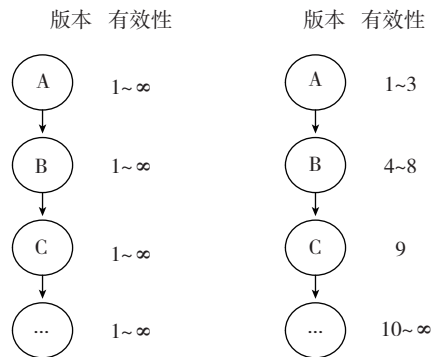 版本 有效性 版本 有效性
A 1~∞ A 1~3
B 1~∞ B 4~8
C 1~∞ C 9
... 1~∞ ... 10~∞